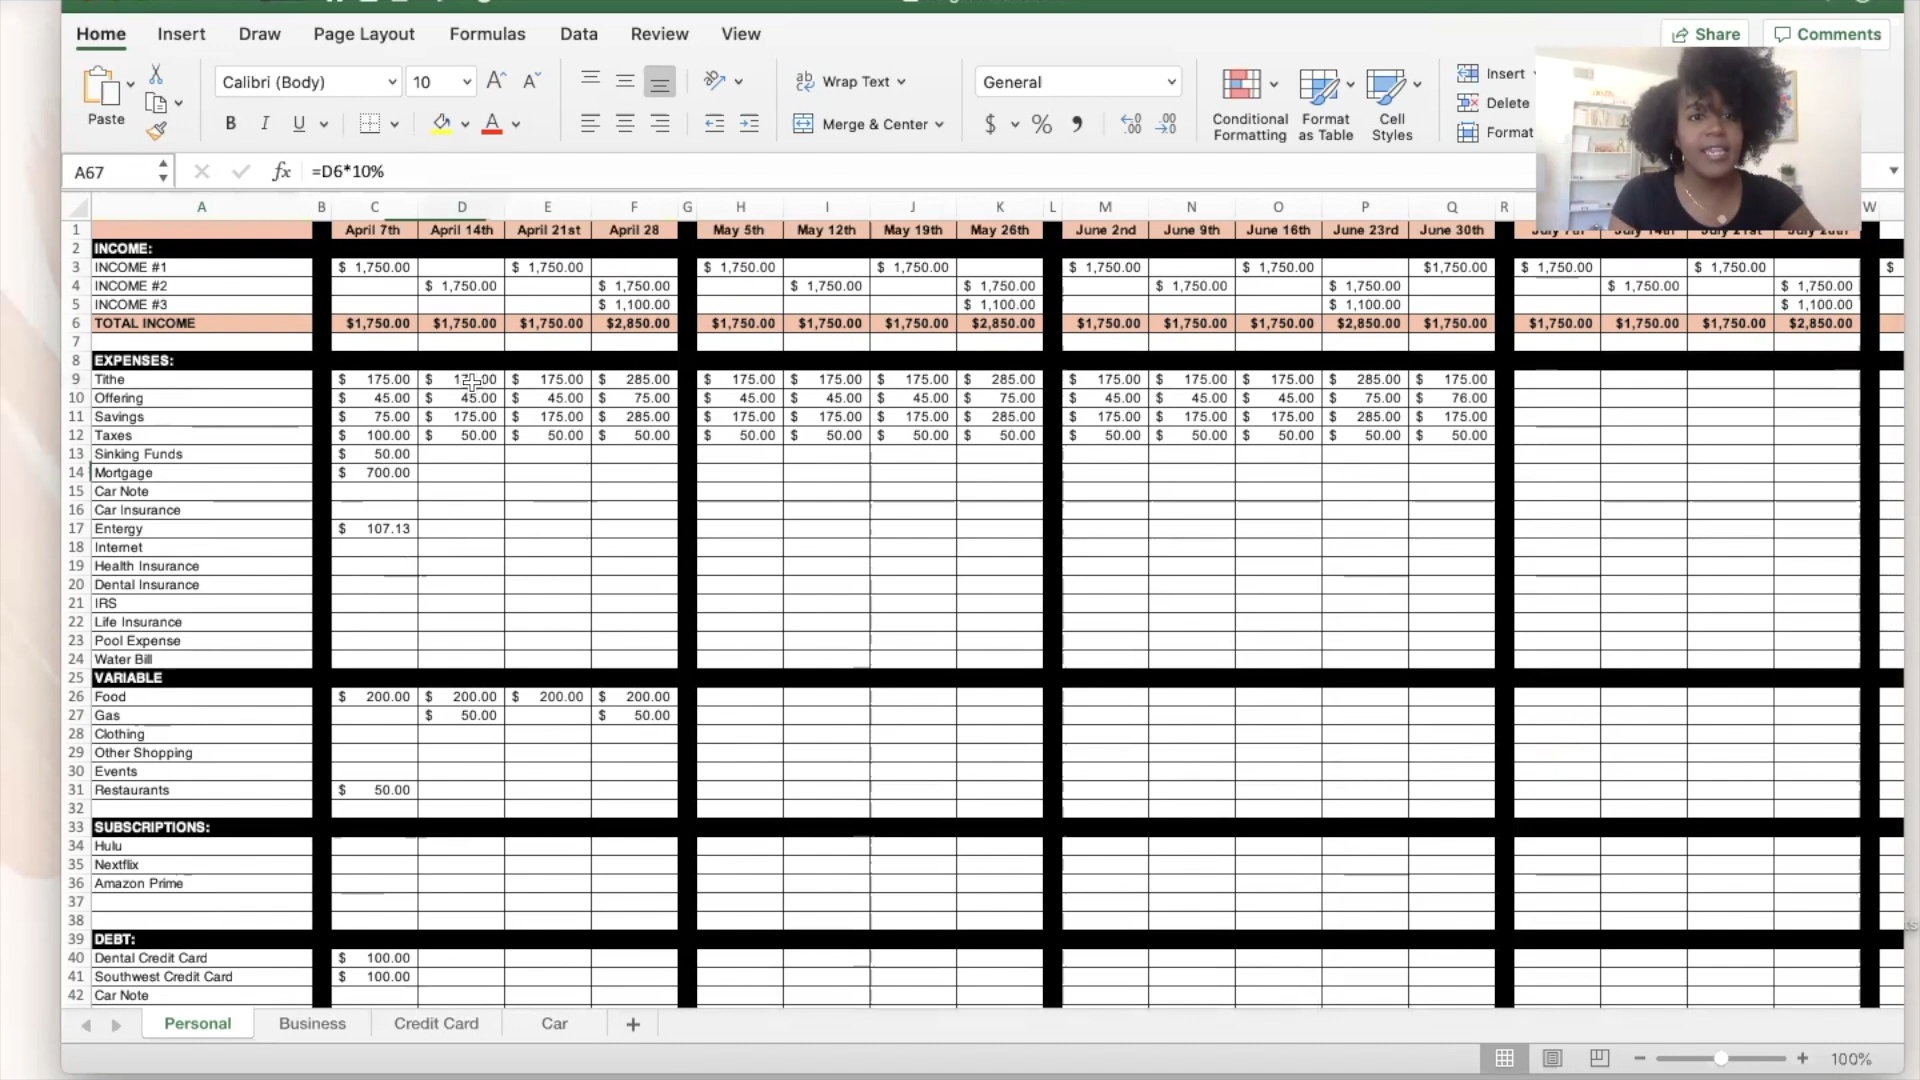 Home Insert Draw Page Layout Formulas Data Review View Share Comments
Calibri (Body) 10 Wrap Text General Insert
Paste Merge & Center $ % Conditional Formatting Format as Table Cell Styles Delete
B I U A Format
A67 fx =D6*10%
A B C D E F G H I J K L M N O P Q R W
1 April 7th April 14th April 21st April 28 May 5th May 12th May 19th May 26th June 2nd June 9th June 16th June 23rd June 30th
2 INCOME:
3 INCOME #1 $ 1,750.00 $ 1,750.00 $ 1,750.00 $ 1,750.00 $ 1,750.00 $ 1,750.00 $1,750.00 $ 1,750.00 $ 1,750.00 $
4 INCOME #2 $ 1,750.00 $ 1,750.00 $ 1,750.00 $ 1,750.00 $ 1,750.00 $ 1,750.00 $ 1,750.00 $ 1,750.00
5 INCOME #3 $ 1,100.00 $ 1,100.00 $ 1,100.00 $ 1,100.00
6 TOTAL INCOME $1,750.00 $1,750.00 $1,750.00 $2,850.00 $1,750.00 $1,750.00 $1,750.00 $2,850.00 $1,750.00 $1,750.00 $1,750.00 $2,850.00 $1,750.00 $1,750.00 $1,750.00 $1,750.00 $2,850.00
7
8 EXPENSES:
9 Tithe $ 175.00 $ $ 175.00 $ 285.00 $ 175.00 $ 175.00 $ 175.00 $ 285.00 $ 175.00 $ 175.00 $ 175.00 $ 285.00 $ 175.00
10 Offering $ 45.00 $ 45.00 $ 45.00 $ 75.00 $ 45.00 $ 45.00 $ 45.00 $ 75.00 $ 45.00 $ 45.00 $ 45.00 $ 75.00 $ 76.00
11 Savings $ 75.00 $ 175.00 $ 175.00 $ 285.00 $ 175.00 $ 175.00 $ 175.00 $ 285.00 $ 175.00 $ 175.00 $ 175.00 $ 285.00 $ 175.00
12 Taxes $ 100.00 $ 50.00 $ 50.00 $ 50.00 $ 50.00 $ 50.00 $ 50.00 $ 50.00 $ 50.00 $ 50.00 $ 50.00 $ 50.00 $ 50.00
13 Sinking Funds $ 50.00
14 Mortgage $ 700.00
15 Car Note
16 Car Insurance
17 Entergy $ 107.13
18 Internet
19 Health Insurance
20 Dental Insurance
21 IRS
22 Life Insurance
23 Pool Expense
24 Water Bill
25 VARIABLE
26 Food $ 200.00 $ 200.00 $ 200.00 $ 200.00
27 Gas $ 50.00 $ 50.00
28 Clothing
29 Other Shopping
30 Events
31 Restaurants $ 50.00
32
33 SUBSCRIPTIONS:
34 Hulu
35 Nextflix
36 Amazon Prime
37
38
39 DEBT:
40 Dental Credit Card $ 100.00
41 Southwest Credit Card $ 100.00
42 Car Note
Personal Business Credit Card Car
100%